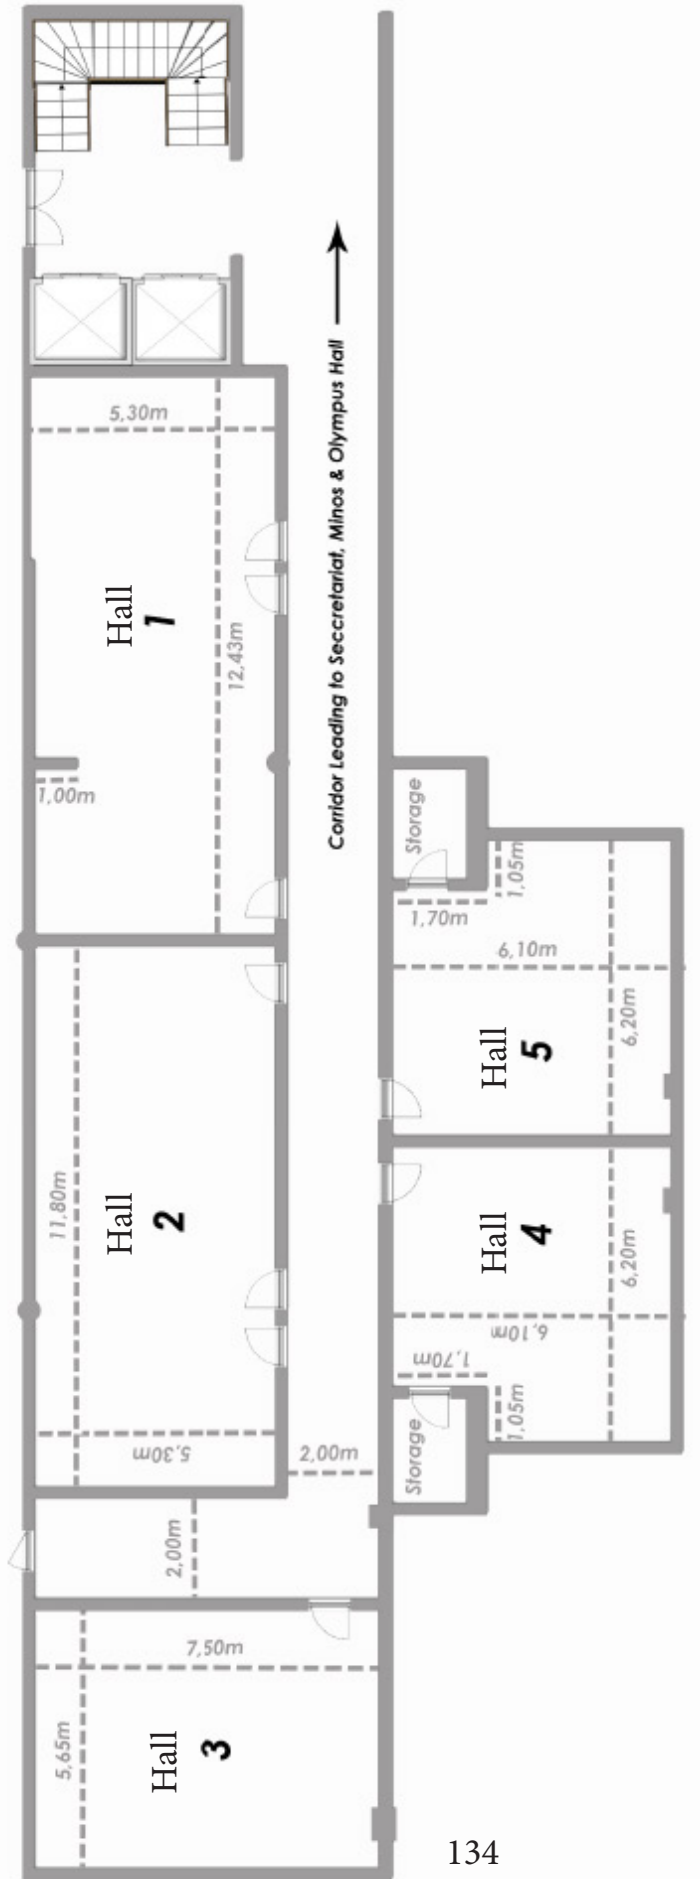 5,30m
Hall
1
12,43m
1,00m
Corridor Leading to Seccretariat, Minos & Olympus Hall
Storage
1,05m
1,70m
6,10m
6,20m
Hall
5
11,80m
Hall
2
Hall
4
6,20m
6,10m
1,70m
1,05m
Storage
5,30m
2,00m
2,00m
7,50m
5,65m
Hall
3
134